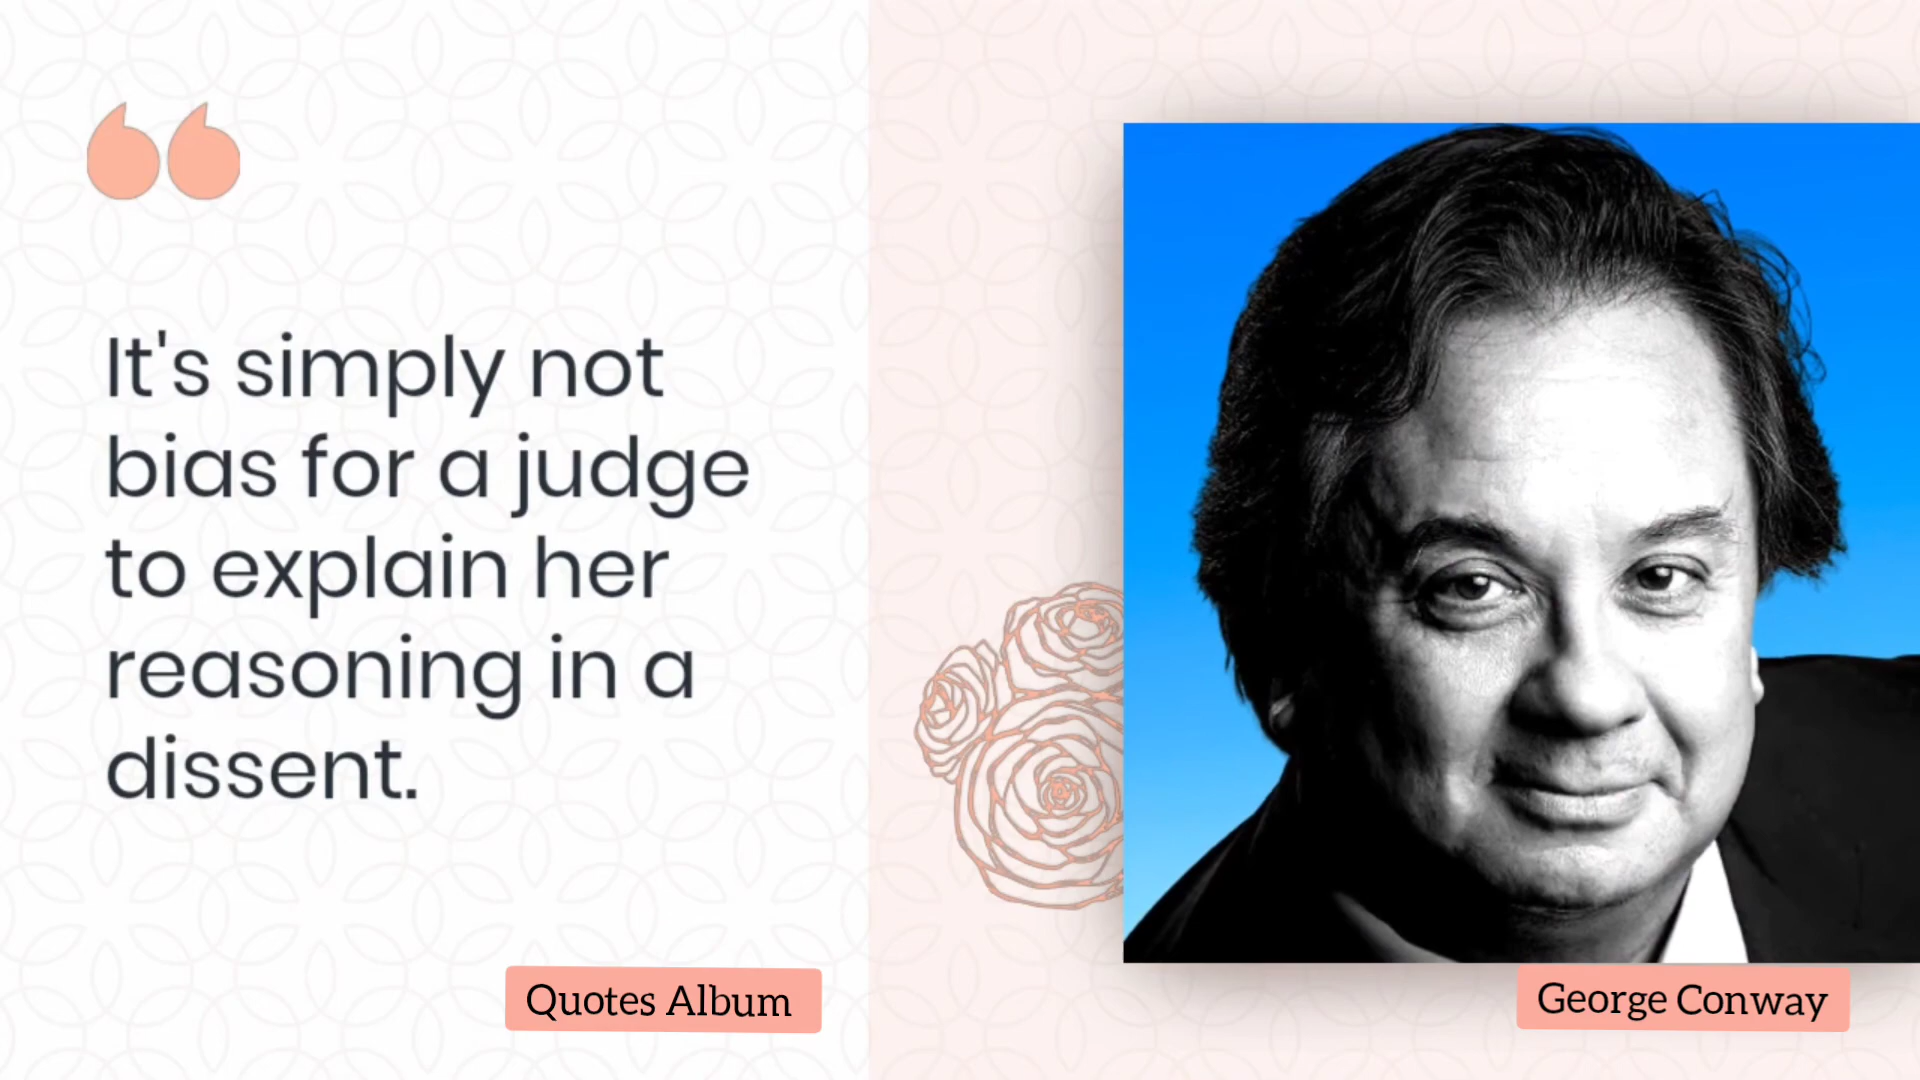 It's simply not
bias for a judge
to explain her
reasoning in a
dissent.
Quotes Album
George Conway